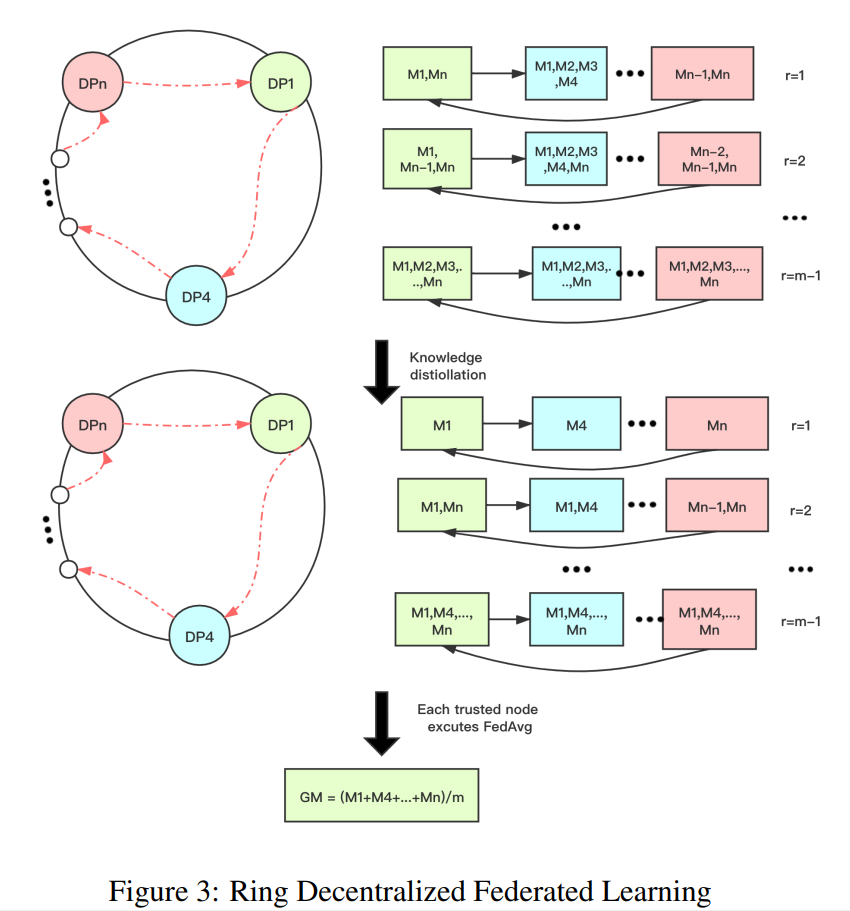 DPn
DP1
DP4
M1,Mn
M1,M2,M3
,M4
Mn−1,Mn
r=1
M1,
Mn−1,Mn
M1,M2,M3
,M4,Mn
Mn−2,
Mn−1,Mn
r=2
M1,M2,M3,.
..,Mn
M1,M2,M3,.
..,Mn
M1,M2,M3,...,
Mn
r=m−1
Knowledge
distiollation
DPn
DP1
DP4
M1
M4
Mn
r=1
M1,Mn
M1,M4
Mn−1,Mn
r=2
M1,M4,...,
Mn
M1,M4,...,
Mn
M1,M4,...,
Mn
r=m−1
Each trusted node
excutes FedAvg
GM = (M1+M4+...+Mn)/m
Figure 3: Ring Decentralized Federated Learning